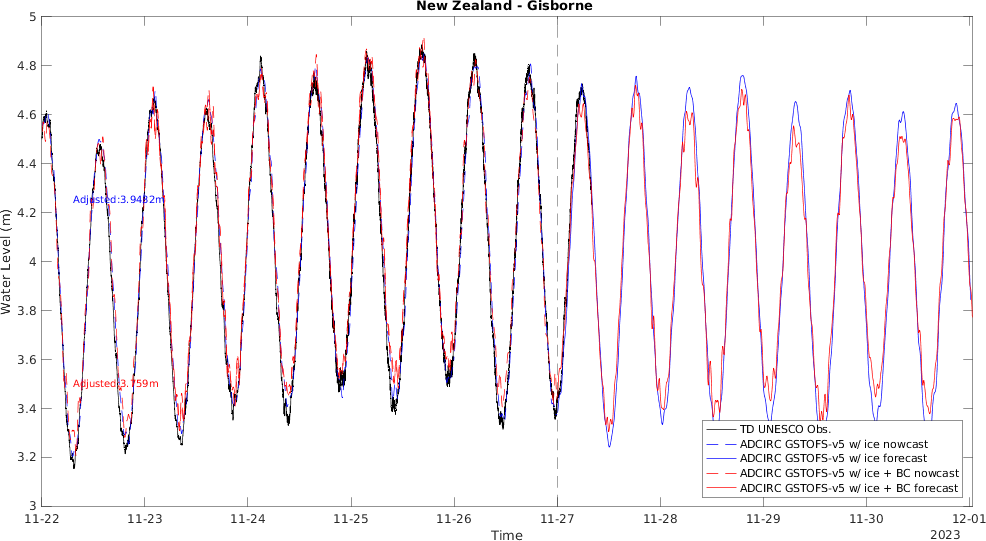 New Zealand - Gisborne
5
4.8
4.6
4.4
4.2
4
3.8
3.6
3.4
3.2
3
Water Level (m)
Adjusted:3.9432m
Adjusted:3.759m
TD UNESCO Obs.
ADCIRC GSTOFS-v5 w/ ice nowcast
ADCIRC GSTOFS-v5 w/ ice forecast
ADCIRC GSTOFS-v5 w/ ice + BC nowcast
ADCIRC GSTOFS-v5 w/ ice + BC forecast
11-22 11-23 11-24 11-25 11-26 11-27 11-28 11-29 11-30 12-01
Time
2023